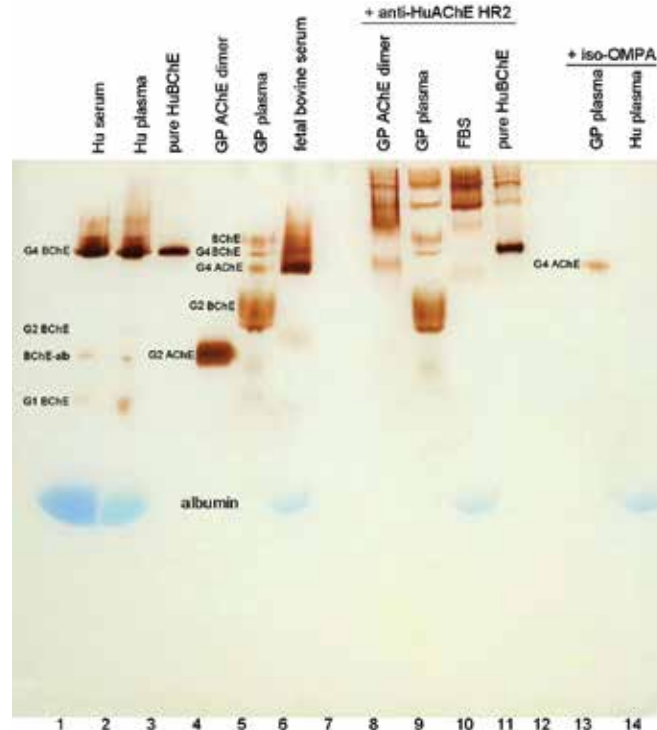 + anti-HuAChE HR2
+ iso-OMPA
Hu serum
Hu plasma
pure HuBChE
GP AChE dimer
GP plasma
fetal bovine serum
GP AChE dimer
GP plasma
FBS
pure HuBChE
GP plasma
Hu plasma
G4 BChE
BChE
G4 BChE
G4 AChE
G4 AChE
G2 BChE
G2 BChE
BChE-alb
G2 AChE
G1 BChE
albumin
1 2 3 4 5 6 7 8 9 10 11 12 13 14